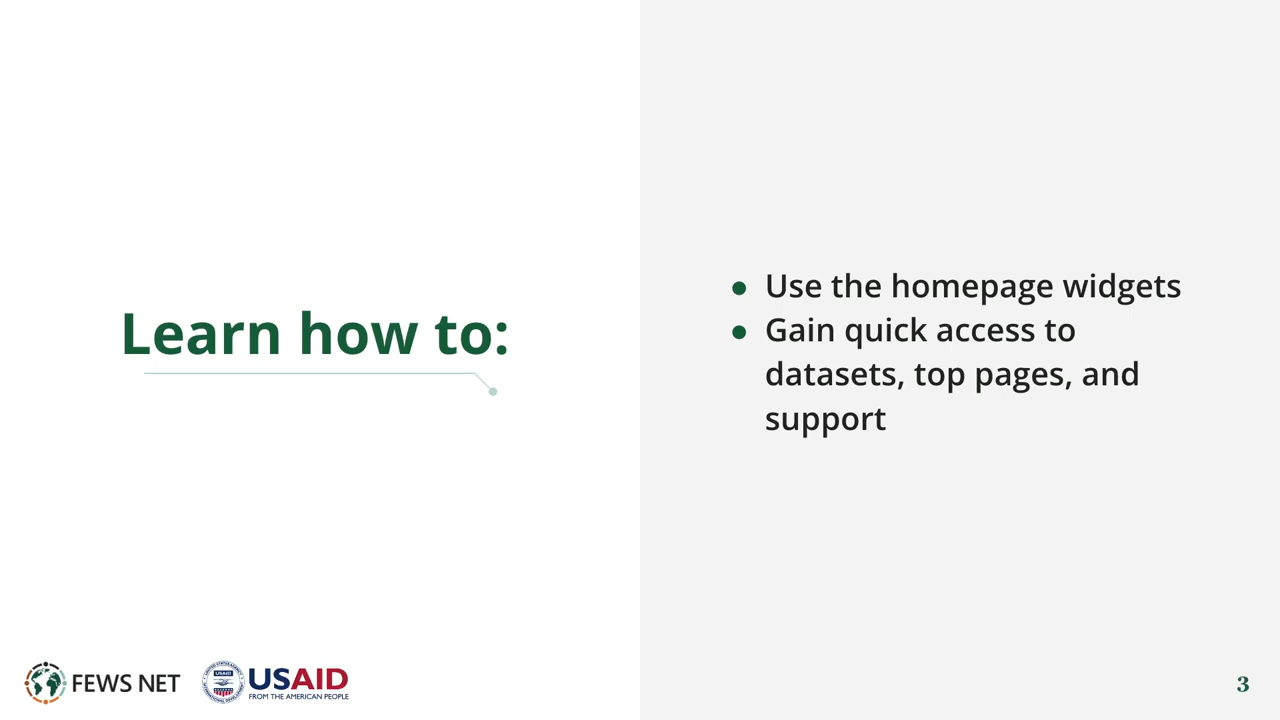 Learn how to:
● Use the homepage widgets
● Gain quick access to
datasets, top pages, and
support
FEWS NET
USAID
FROM THE AMERICAN PEOPLE
3